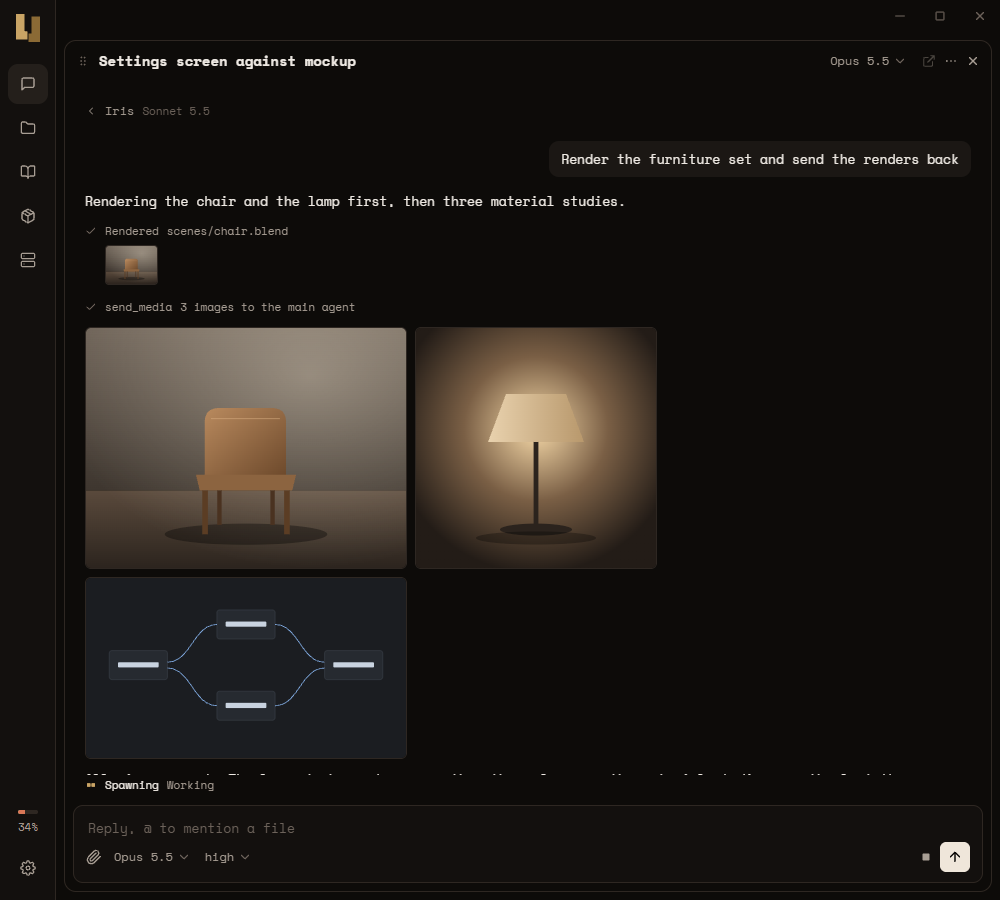 Settings screen against mockup
Opus 5.5
Iris Sonnet 5.5
Render the furniture set and send the renders back
Rendering the chair and the lamp first, then three material studies.
Rendered scenes/chair.blend
send_media 3 images to the main agent
Spawning Working
Reply, @ to mention a file
Opus 5.5 high
34%